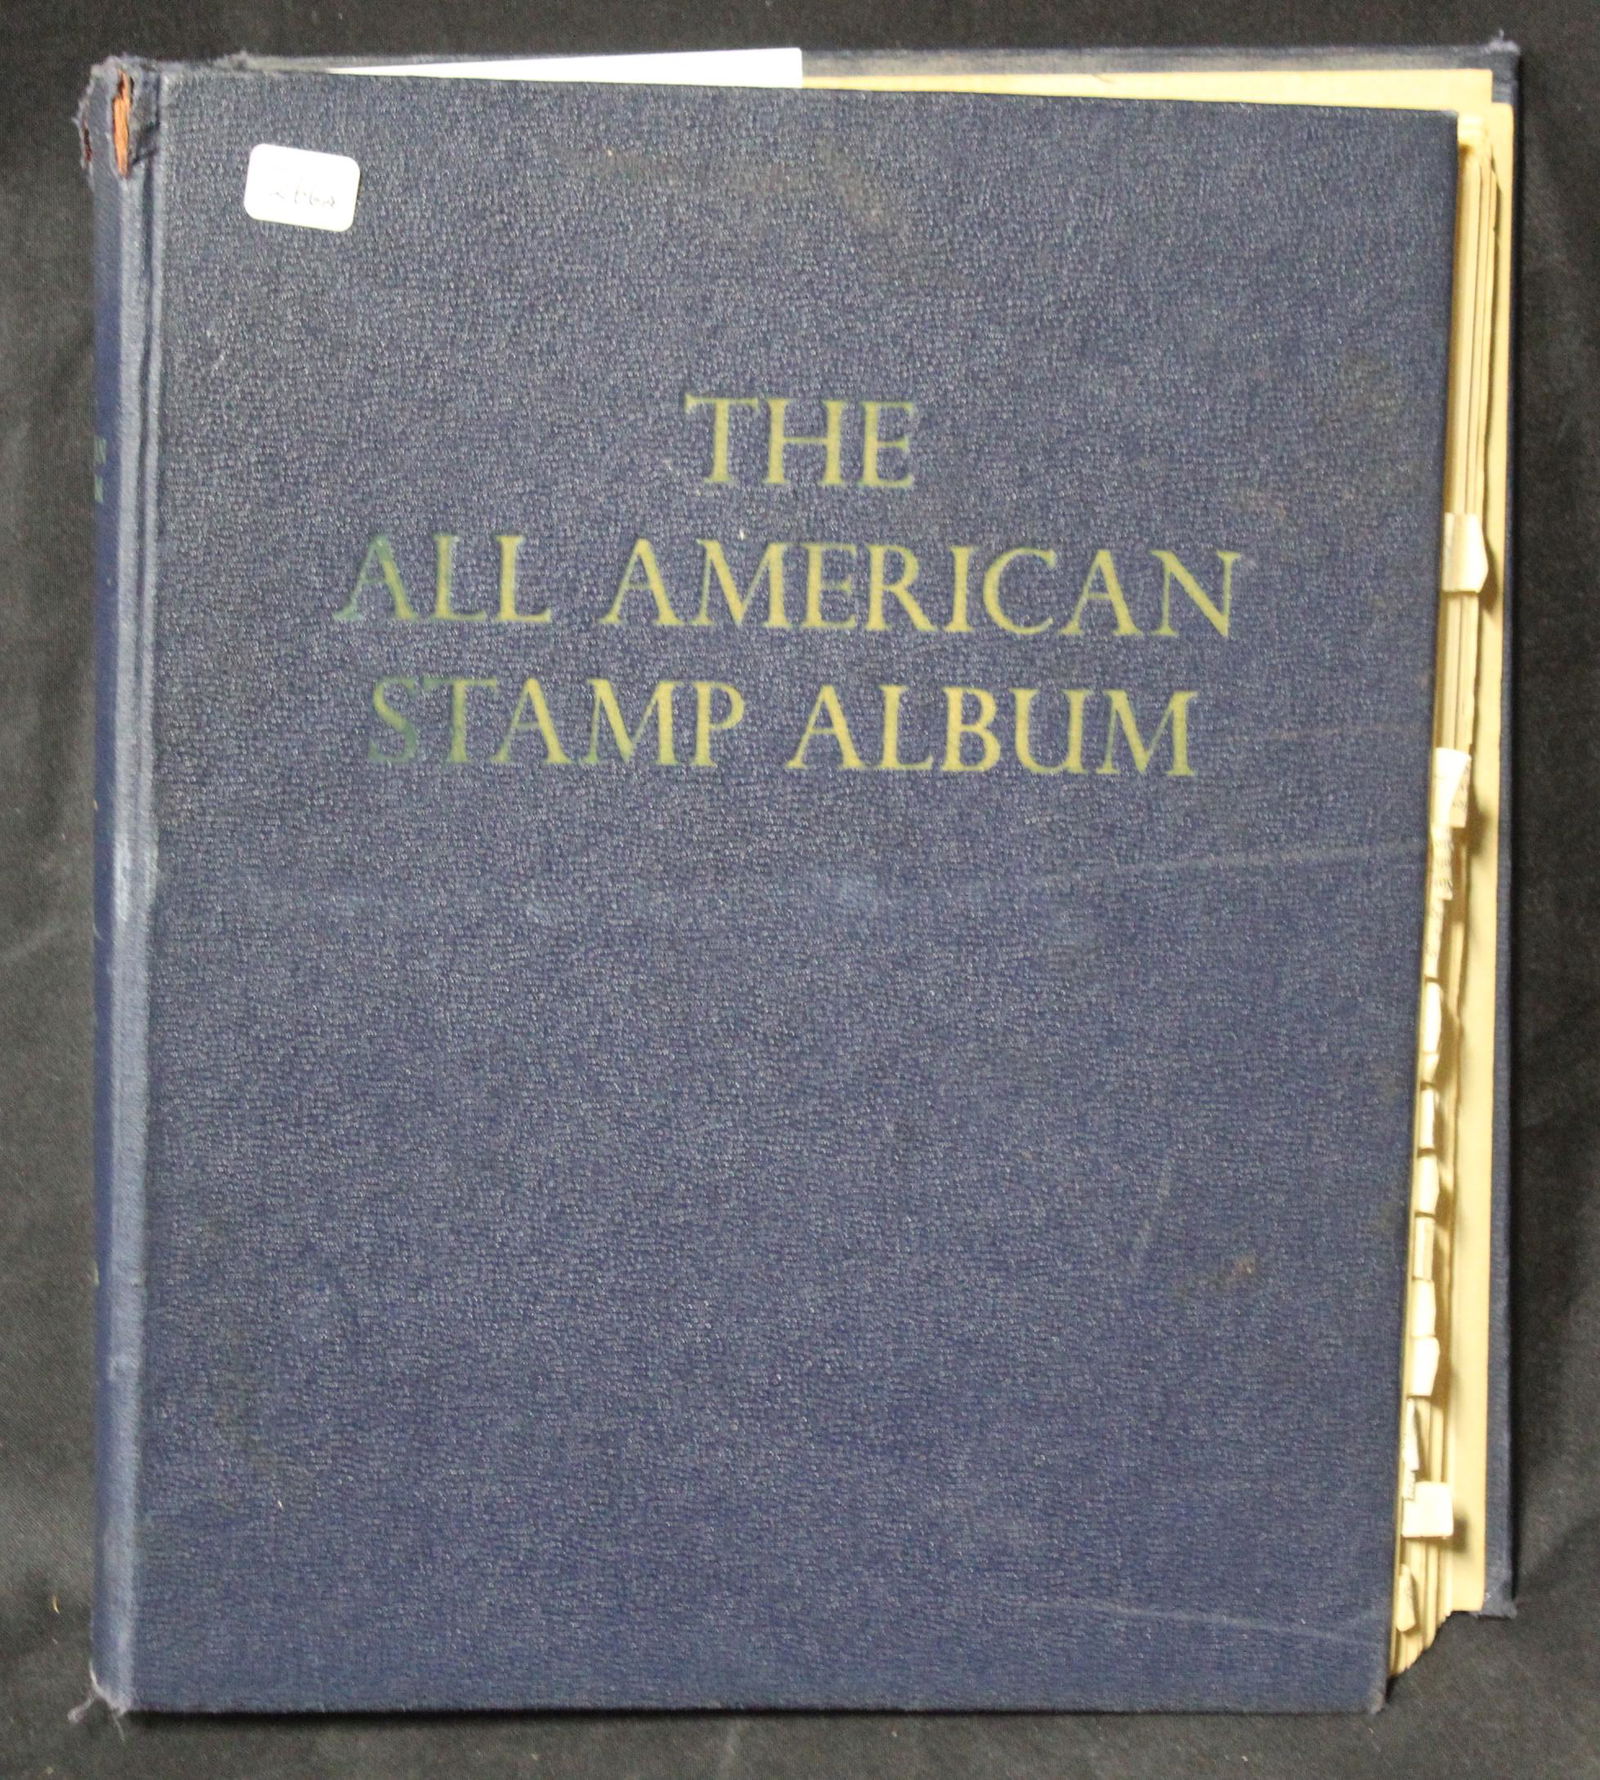 THE
ALL AMERICAN
STAMP ALBUM